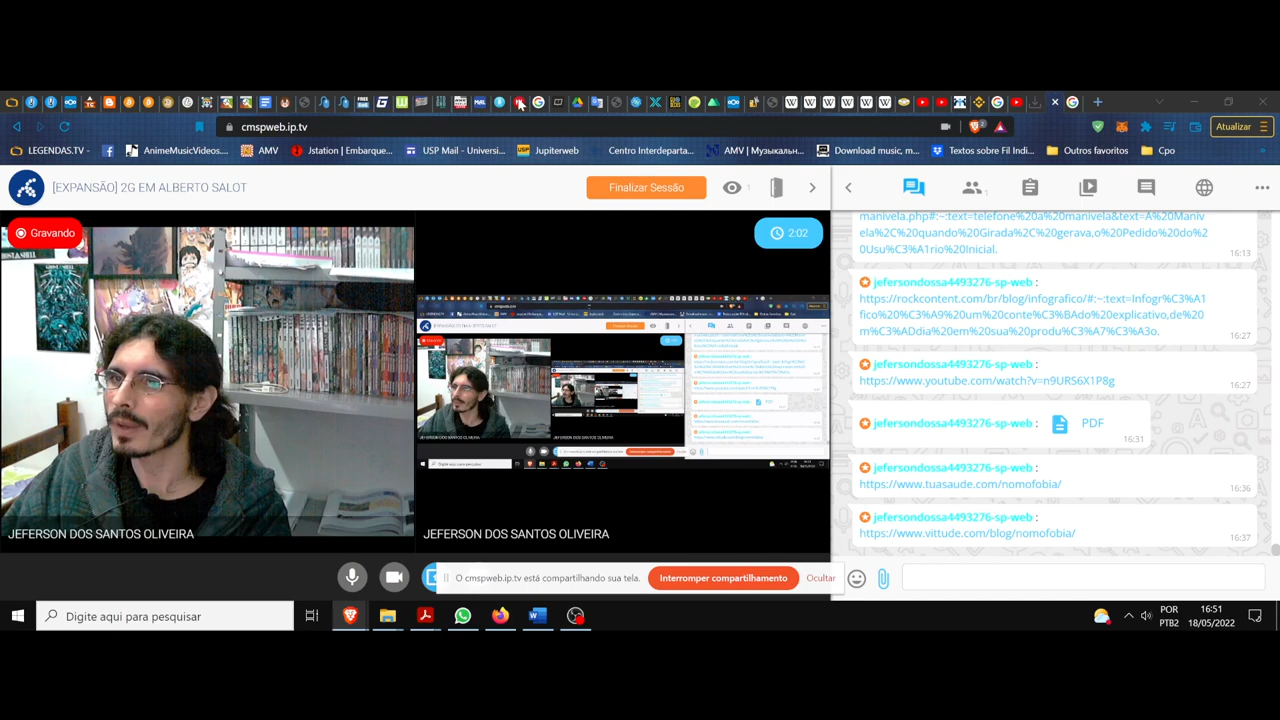 cmspweb.ip.tv
Atualizar
LEGENDAS.TV
AnimeMusicVideos...
AMV
Jstation | Embarque...
USP Mail - Universi...
Jupiterweb
Centro Interdeparta...
AMV | Музыкальн...
Download music, m...
Textos sobre Fil Indi...
Outros favoritos
Cpo
[EXPANSÃO] 2G EM ALBERTO SALOT
Finalizar Sessão
1
1
Gravando
2:02
JEFERSON DOS SANTOS OLIVEIRA
JEFERSON DOS SANTOS OLIVEIRA
manivela.php#:~:text=telefone%20a%20manivela&text=A%20Mani
vela%2C%20quando%20Girada%2C%20gerava,o%20Pedido%20do%
20Usu%C3%A1rio%20Inicial.
16:13
jefersondossa4493276-sp-web :
https://rockcontent.com/br/blog/infografico/#:~:text=Infogr%C3%A1
fico%20%C3%A9%20um%20conte%C3%BAdo%20explicativo,de%20
m%C3%ADdia%20em%20sua%20produ%C3%A7%C3%A3o.
16:27
jefersondossa4493276-sp-web :
https://www.youtube.com/watch?v=n9URS6X1P8g
16:27
jefersondossa4493276-sp-web : PDF
16:31
jefersondossa4493276-sp-web :
https://www.tuasaude.com/nomofobia/
16:36
jefersondossa4493276-sp-web :
https://www.vittude.com/blog/nomofobia/
16:37
O cmspweb.ip.tv está compartilhando sua tela.
Interromper compartilhamento
Ocultar
Digite aqui para pesquisar
POR
PTB2
16:51
18/05/2022